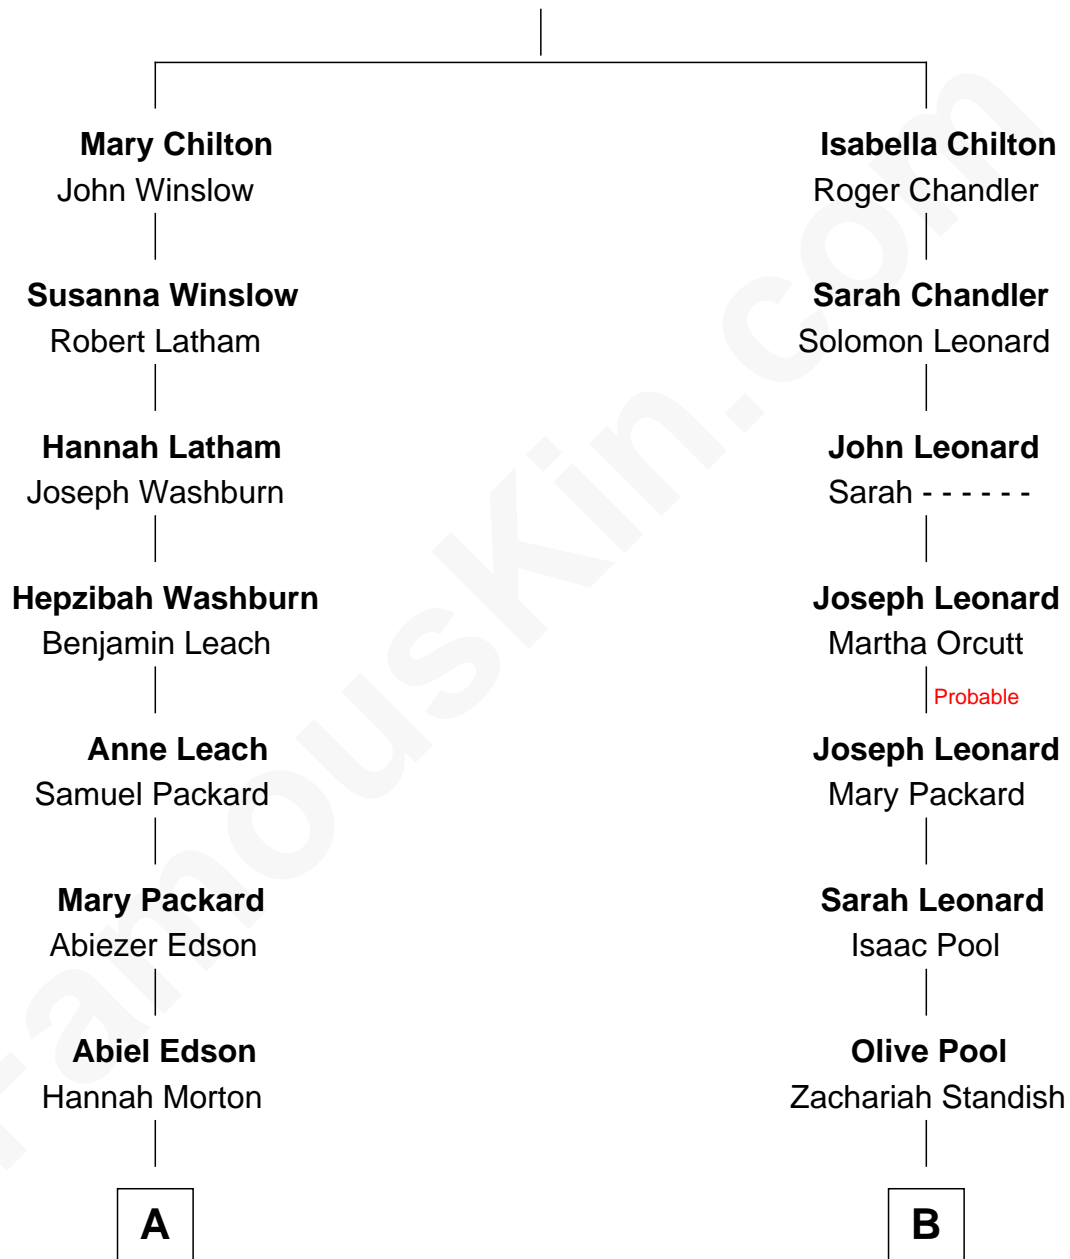 Mary Chilton
John Winslow
Isabella Chilton
Roger Chandler
Susanna Winslow
Robert Latham
Sarah Chandler
Solomon Leonard
Hannah Latham
Joseph Washburn
John Leonard
Sarah - - - - - -
Hepzibah Washburn
Benjamin Leach
Joseph Leonard
Martha Orcutt
Probable
Anne Leach
Samuel Packard
Joseph Leonard
Mary Packard
Mary Packard
Abiezer Edson
Sarah Leonard
Isaac Pool
Abiel Edson
Hannah Morton
Olive Pool
Zachariah Standish
A
B
FamousKin.com